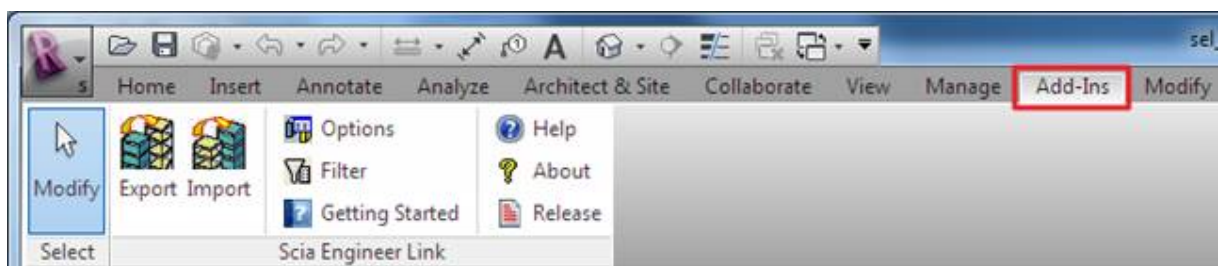 sel_
s Home Insert Annotate Analyze Architect & Site Collaborate View Manage Add-Ins Modify
Options Help
Filter About
Modify Export Import
Getting Started Release
Select Scia Engineer Link